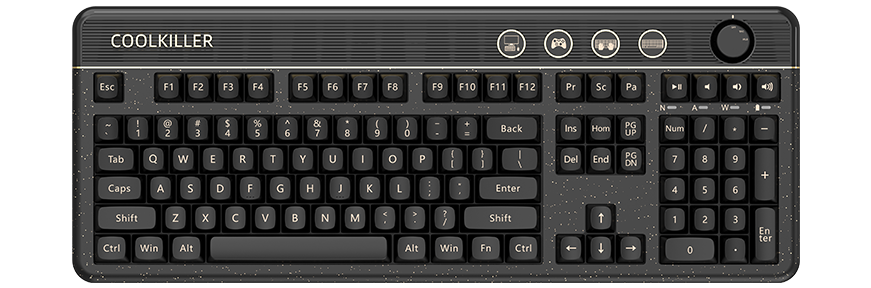 COOLKILLER
Esc F1 F2 F3 F4 F5 F6 F7 F8 F9 F10 F11 F12 Pr Sc Pa
N A W
~ ! @ # $ % ^ & * ( ) - +
` 1 2 3 4 5 6 7 8 9 0 - = Back Ins Hom PG UP Num / * -
Tab Q W E R T Y U I O P { [ } ] | \ Del End PG DN 7 8 9 +
Caps A S D F G H J K L : ; Enter 4 5 6
Shift Z X C V B N M < , > . ? / Shift ↑ 1 2 3 Enter
Ctrl Win Alt Alt Win Fn Ctrl ← ↓ → 0 .